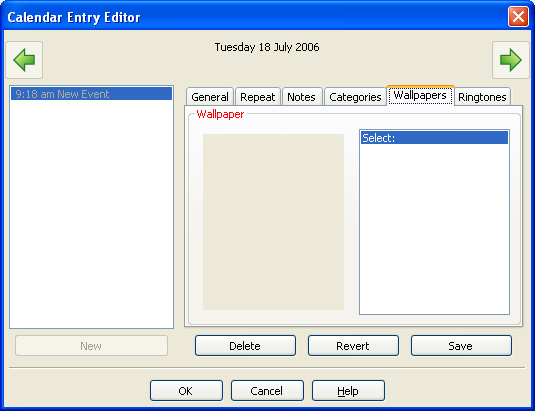 Calendar Entry Editor
Tuesday 18 July 2006
9:18 am New Event
General Repeat Notes Categories Wallpapers Ringtones
Wallpaper
Select:
New Delete Revert Save
OK Cancel Help